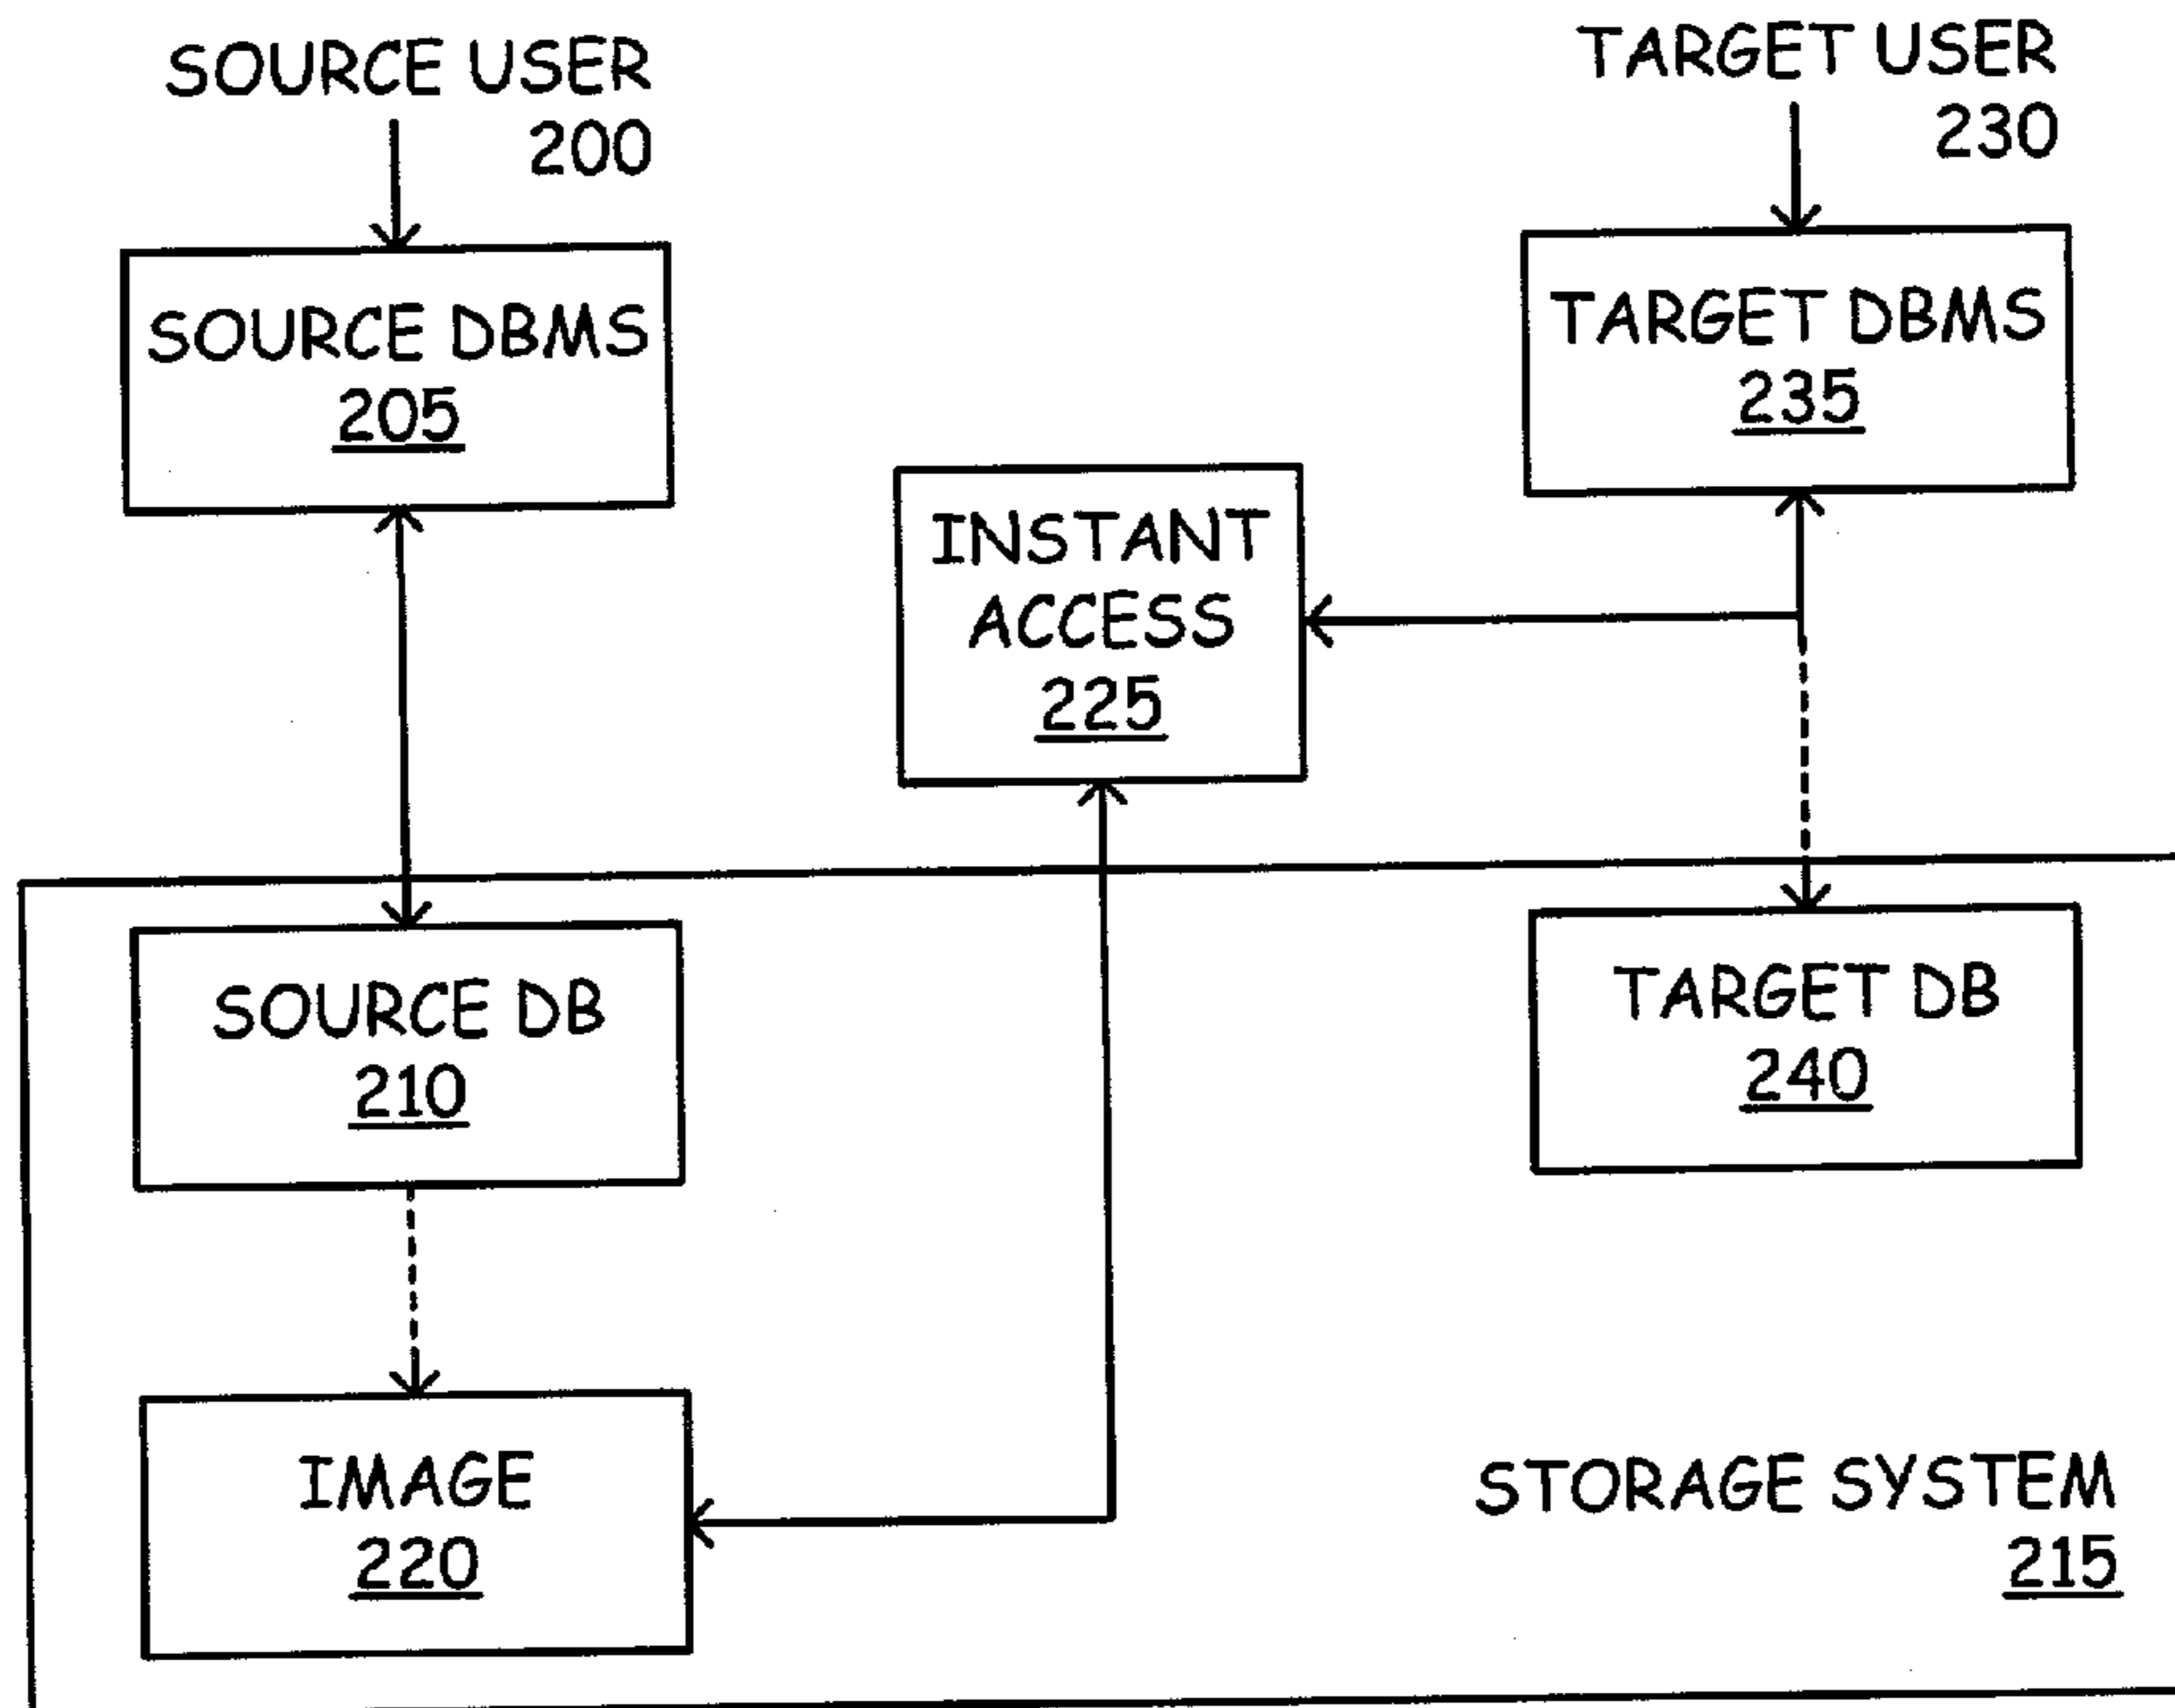 SOURCE USER
200
TARGET USER
230
SOURCE DBMS
205
TARGET DBMS
235
INSTANT
ACCESS
225
SOURCE DB
210
TARGET DB
240
IMAGE
220
STORAGE SYSTEM
215